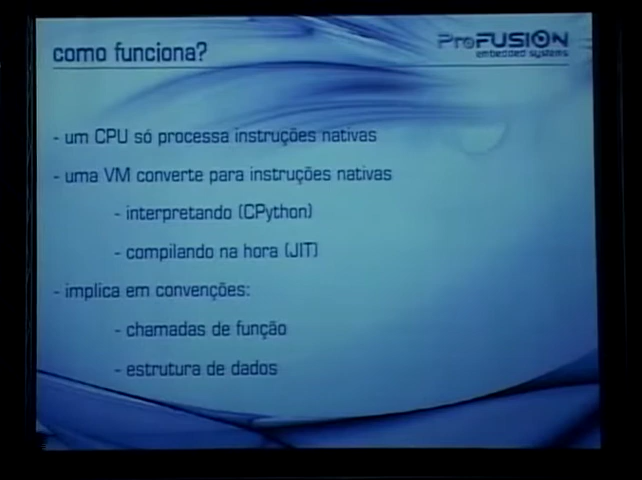 como funciona?
ProFUSION
embedded systems
- um CPU só processa instruções nativas
- uma VM converte para instruções nativas
- interpretando (CPython)
- compilando na hora (JIT)
- implica em convenções:
- chamadas de função
- estrutura de dados